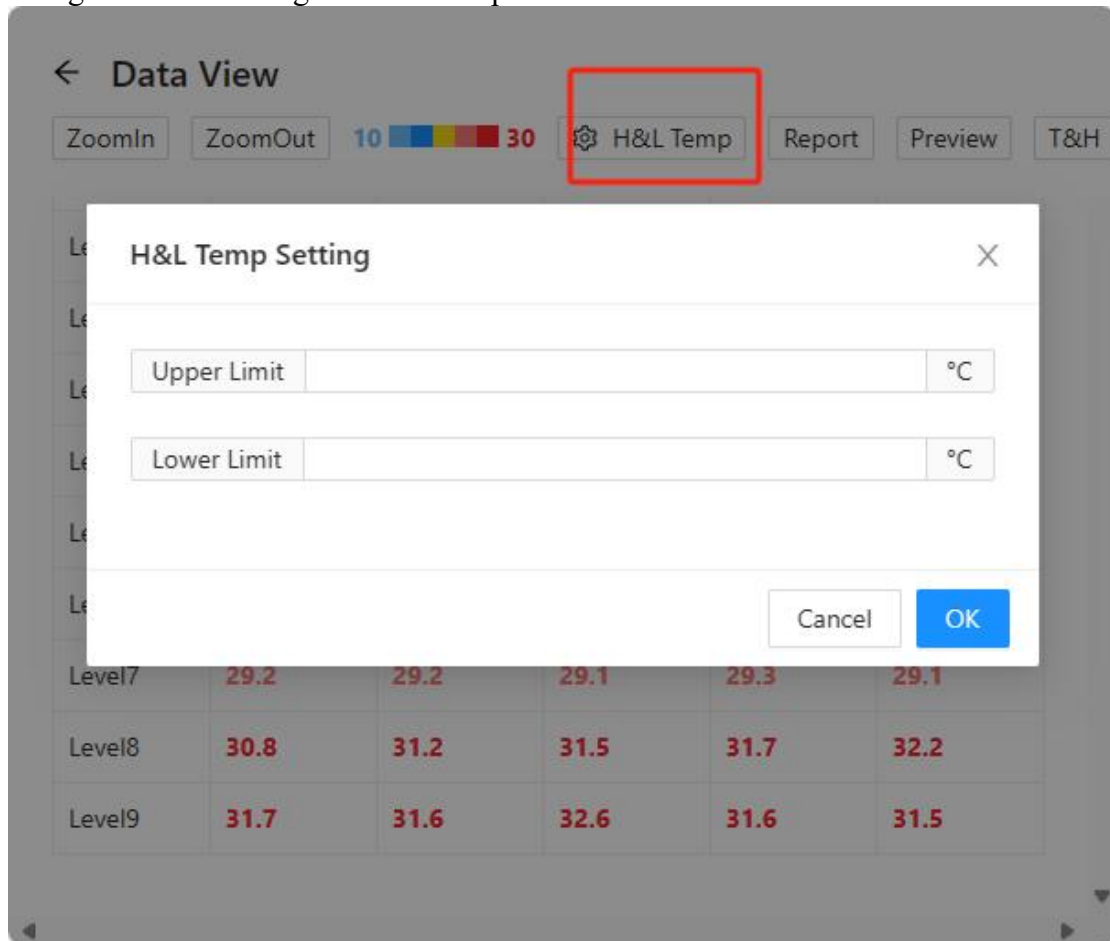 Data View
ZoomIn ZoomOut 10 30 H&L Temp Report Preview T&H
H&L Temp Setting
Upper Limit °C
Lower Limit °C
Cancel OK
Level7 29.2 29.2 29.1 29.3 29.1
Level8 30.8 31.2 31.5 31.7 32.2
Level9 31.7 31.6 32.6 31.6 31.5